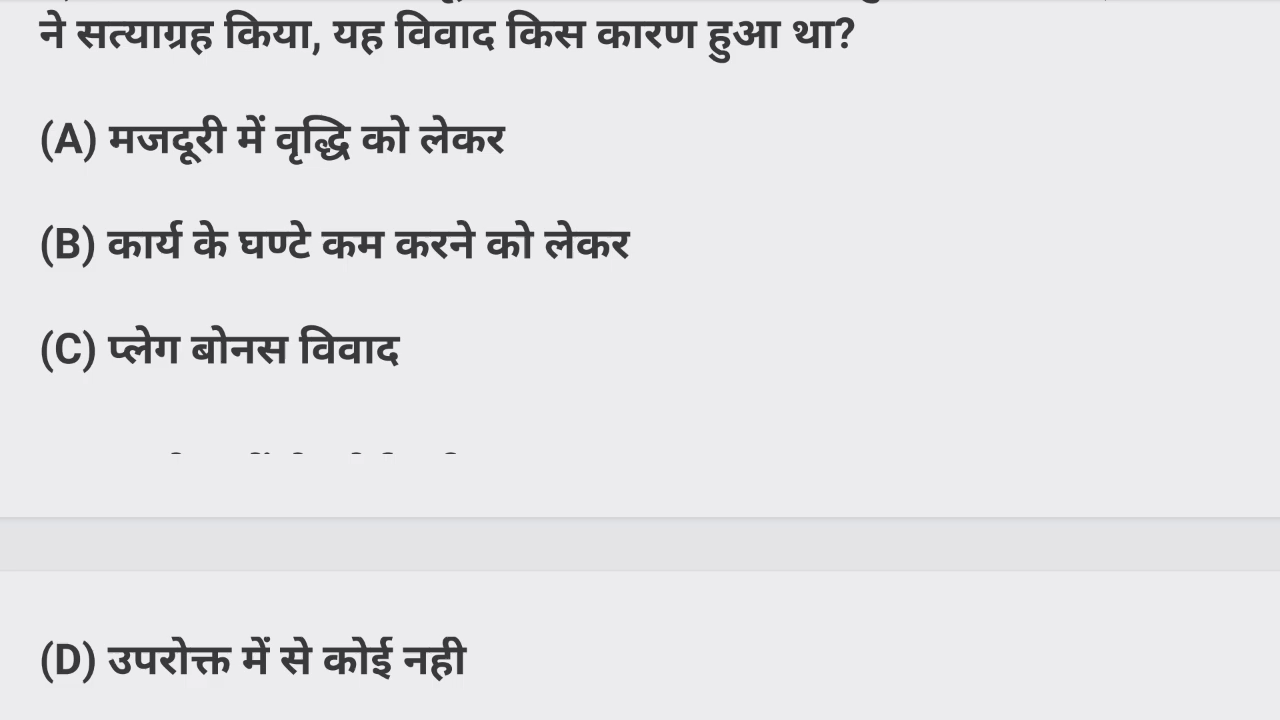 ने सत्याग्रह किया, यह विवाद किस कारण हुआ था?
(A) मजदूरी में वृद्धि को लेकर
(B) कार्य के घण्टे कम करने को लेकर
(C) प्लेग बोनस विवाद
(D) उपरोक्त में से कोई नही